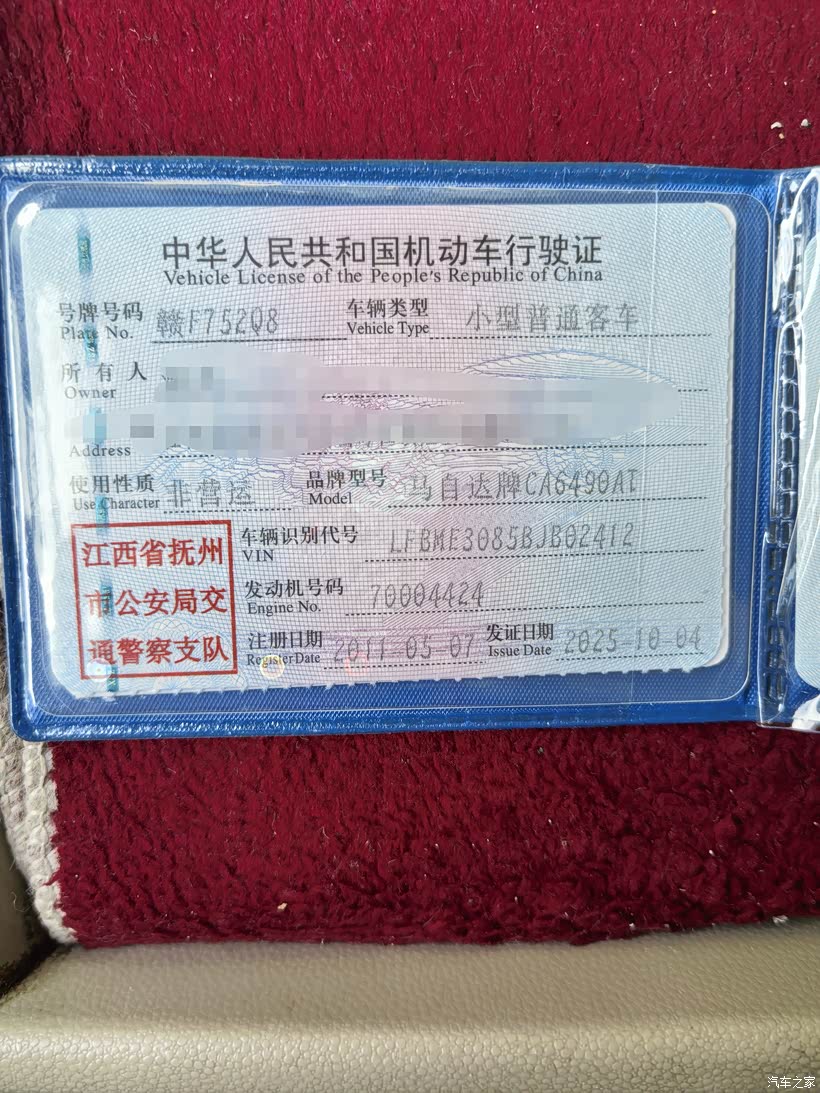 中华人民共和国机动车行驶证
Vehicle License of the People's Republic of China
号牌号码 赣F752Q8 车辆类型 小型普通客车
Plate No. Vehicle Type
所有人
Owner
Address
使用性质 非营运 品牌型号 马自达牌CA6490AT
Use Character Model
江西省抚州
市公安局交
通警察支队
车辆识别代号 LFBME3085BJB02412
VIN
发动机号码 70004424
Engine No.
注册日期 2011-05-07 发证日期 2025-10-04
Register Date Issue Date
汽车之家